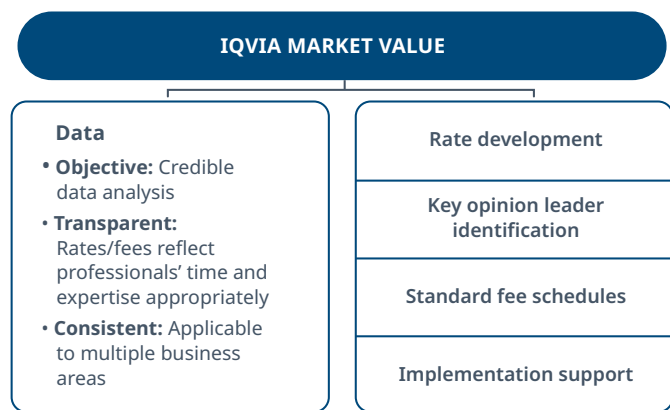 IQVIA MARKET VALUE
Data
• Objective: Credible
data analysis
• Transparent:
Rates/fees reflect
professionals’ time and
expertise appropriately
• Consistent: Applicable
to multiple business
areas
Rate development
Key opinion leader
identification
Standard fee schedules
Implementation support